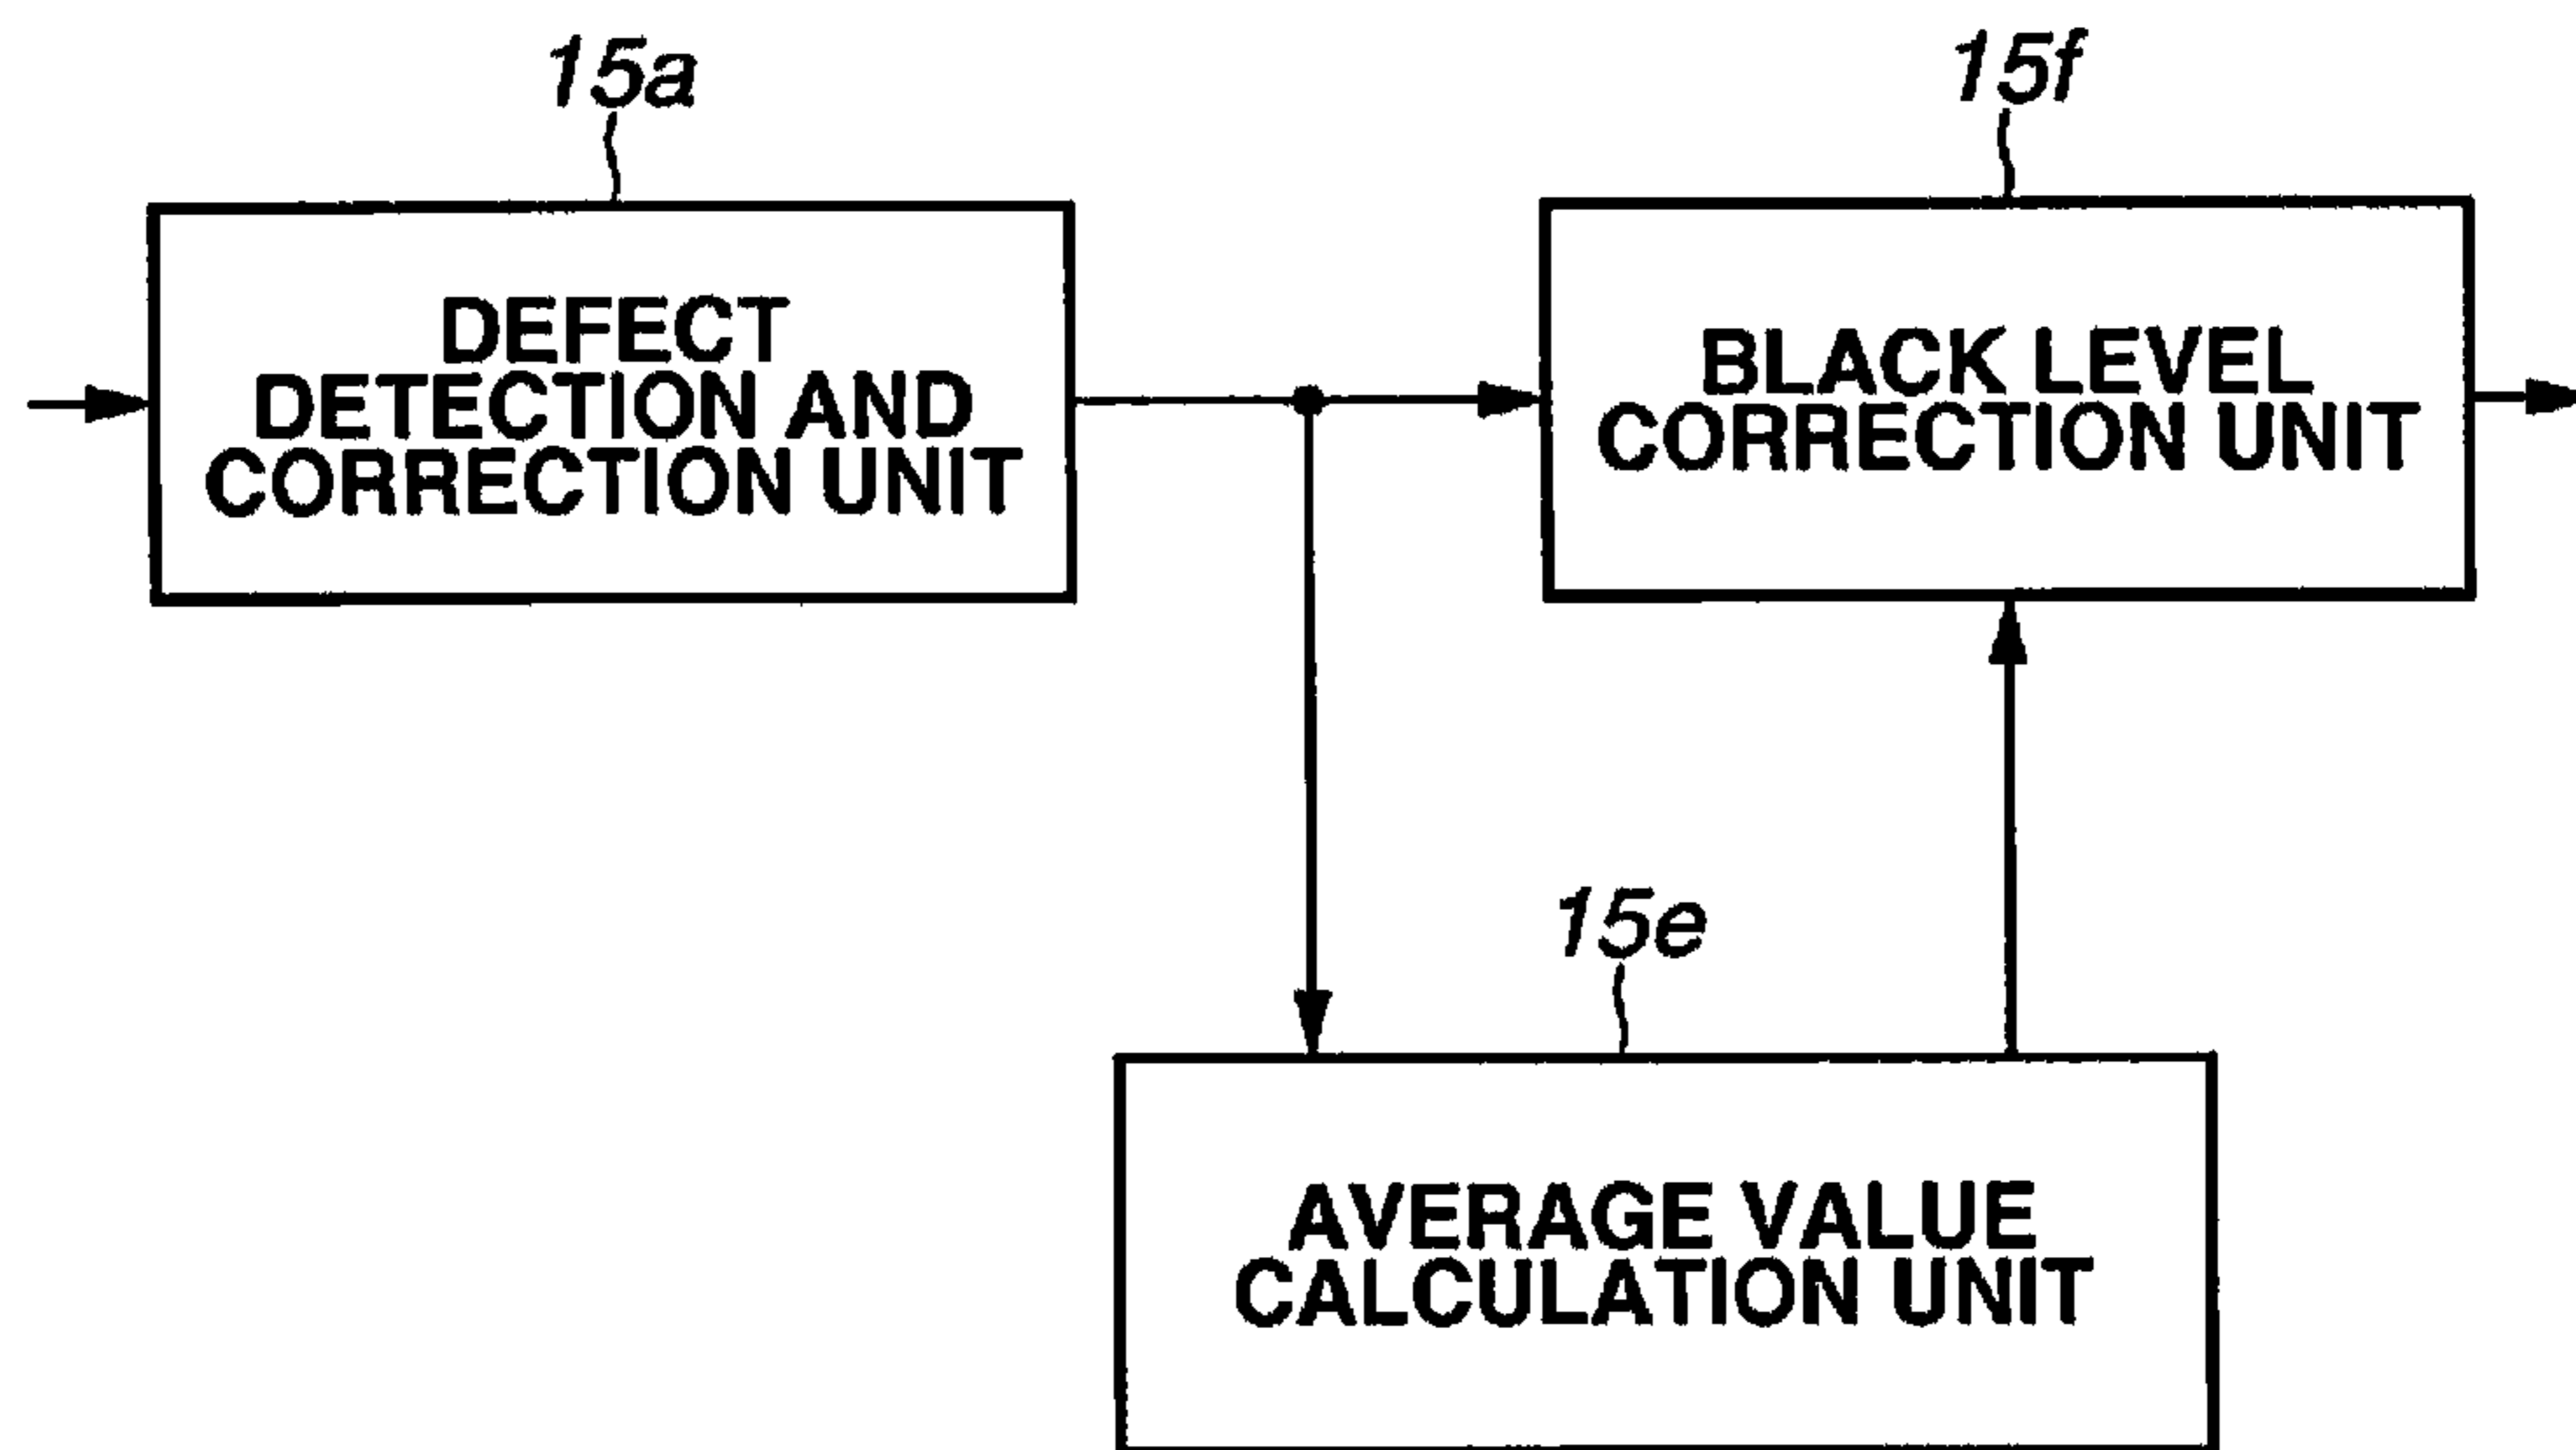 15a
15f
DEFECT
DETECTION AND
CORRECTION UNIT
BLACK LEVEL
CORRECTION UNIT
15e
AVERAGE VALUE
CALCULATION UNIT